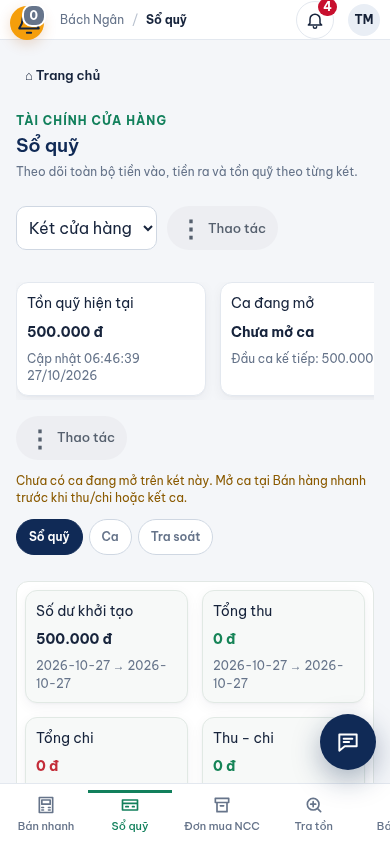 0
Bách Ngân / Sổ quỹ
4
TM
⌂ Trang chủ
TÀI CHÍNH CỬA HÀNG
Sổ quỹ
Theo dõi toàn bộ tiền vào, tiền ra và tồn quỹ theo từng két.
Két cửa hàng
⋮ Thao tác
Tồn quỹ hiện tại
500.000 đ
Cập nhật 06:46:39
27/10/2026
Ca đang mở
Chưa mở ca
Đầu ca kế tiếp: 500.000
⋮ Thao tác
Chưa có ca đang mở trên két này. Mở ca tại Bán hàng nhanh
trước khi thu/chi hoặc kết ca.
Sổ quỹ
Ca
Tra soát
Số dư khởi tạo
500.000 đ
2026-10-27 → 2026-
10-27
Tổng thu
0 đ
2026-10-27 → 2026-
10-27
Tổng chi
0 đ
Thu - chi
0 đ
Bán nhanh
Sổ quỹ
Đơn mua NCC
Tra tồn